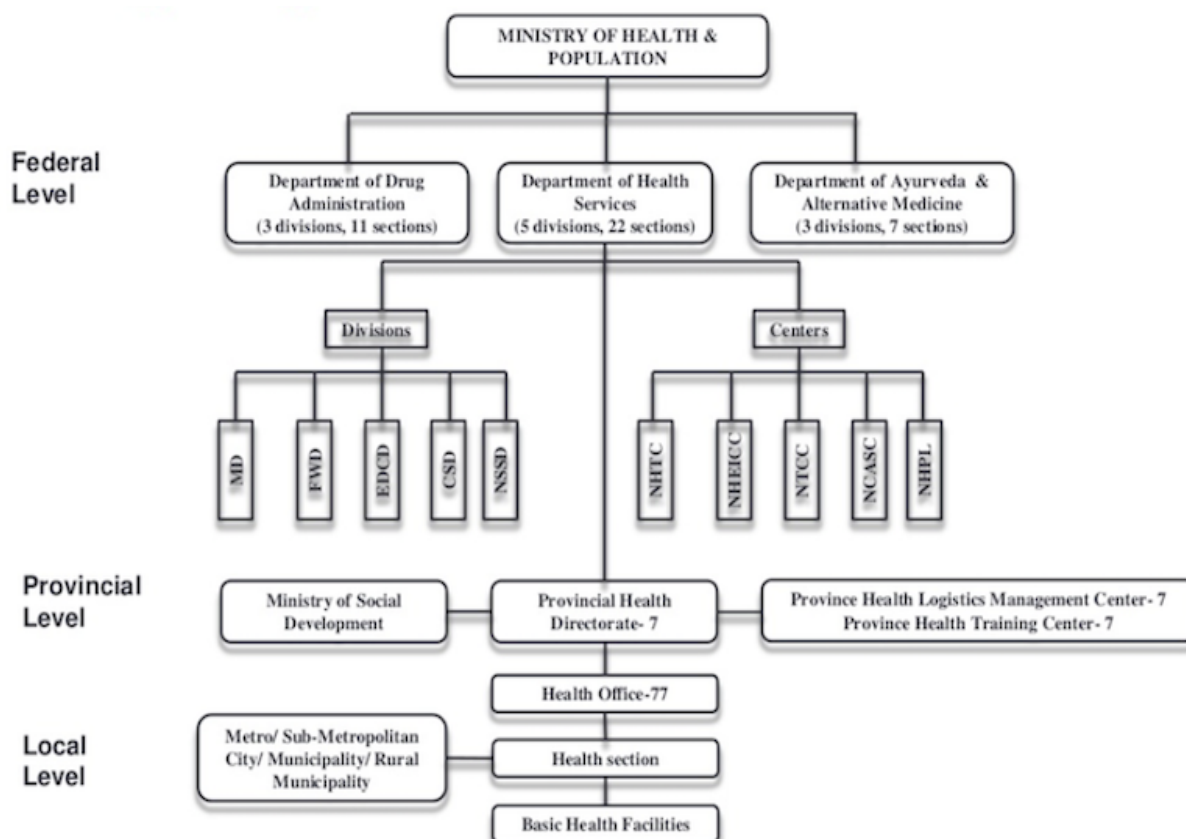 MINISTRY OF HEALTH &
POPULATION
Federal
Level
Department of Drug
Administration
(3 divisions, 11 sections)
Department of Health
Services
(5 divisions, 22 sections)
Department of Ayurveda &
Alternative Medicine
(3 divisions, 7 sections)
Divisions
Centers
MD
FWD
EDCD
CSD
NSSD
NHTC
NHEICC
NTCC
NCASC
NHPL
Provincial
Level
Ministry of Social
Development
Provincial Health
Directorate- 7
Province Health Logistics Management Center- 7
Province Health Training Center- 7
Health Office-77
Local
Level
Metro/ Sub-Metropolitan
City/ Municipality/ Rural
Municipality
Health section
Basic Health Facilities